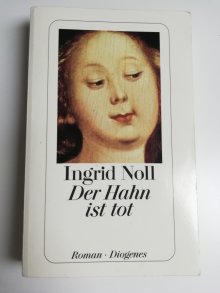 Ingrid Noll
Der Hahn
ist tot
Roman · Diogenes